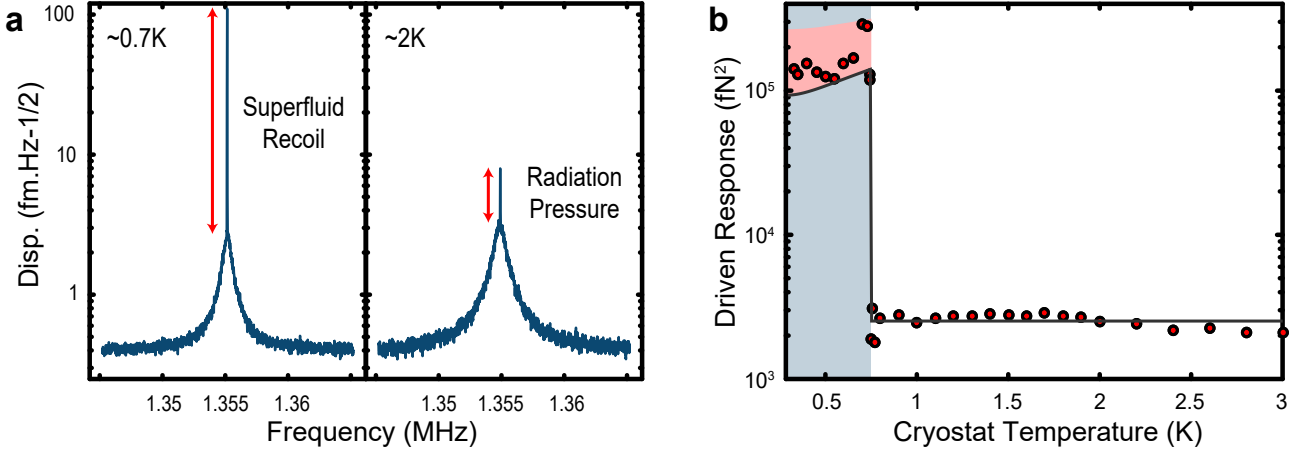 a
~0.7K
~2K
Superfluid
Recoil
Radiation
Pressure
Disp. (fm.Hz-1/2)
100
10
1
1.35
1.355
1.36
1.35
1.355
1.36
Frequency (MHz)
b
Driven Response (fN²)
10⁵
10⁴
10³
0.5
1
1.5
2
2.5
3
Cryostat Temperature (K)